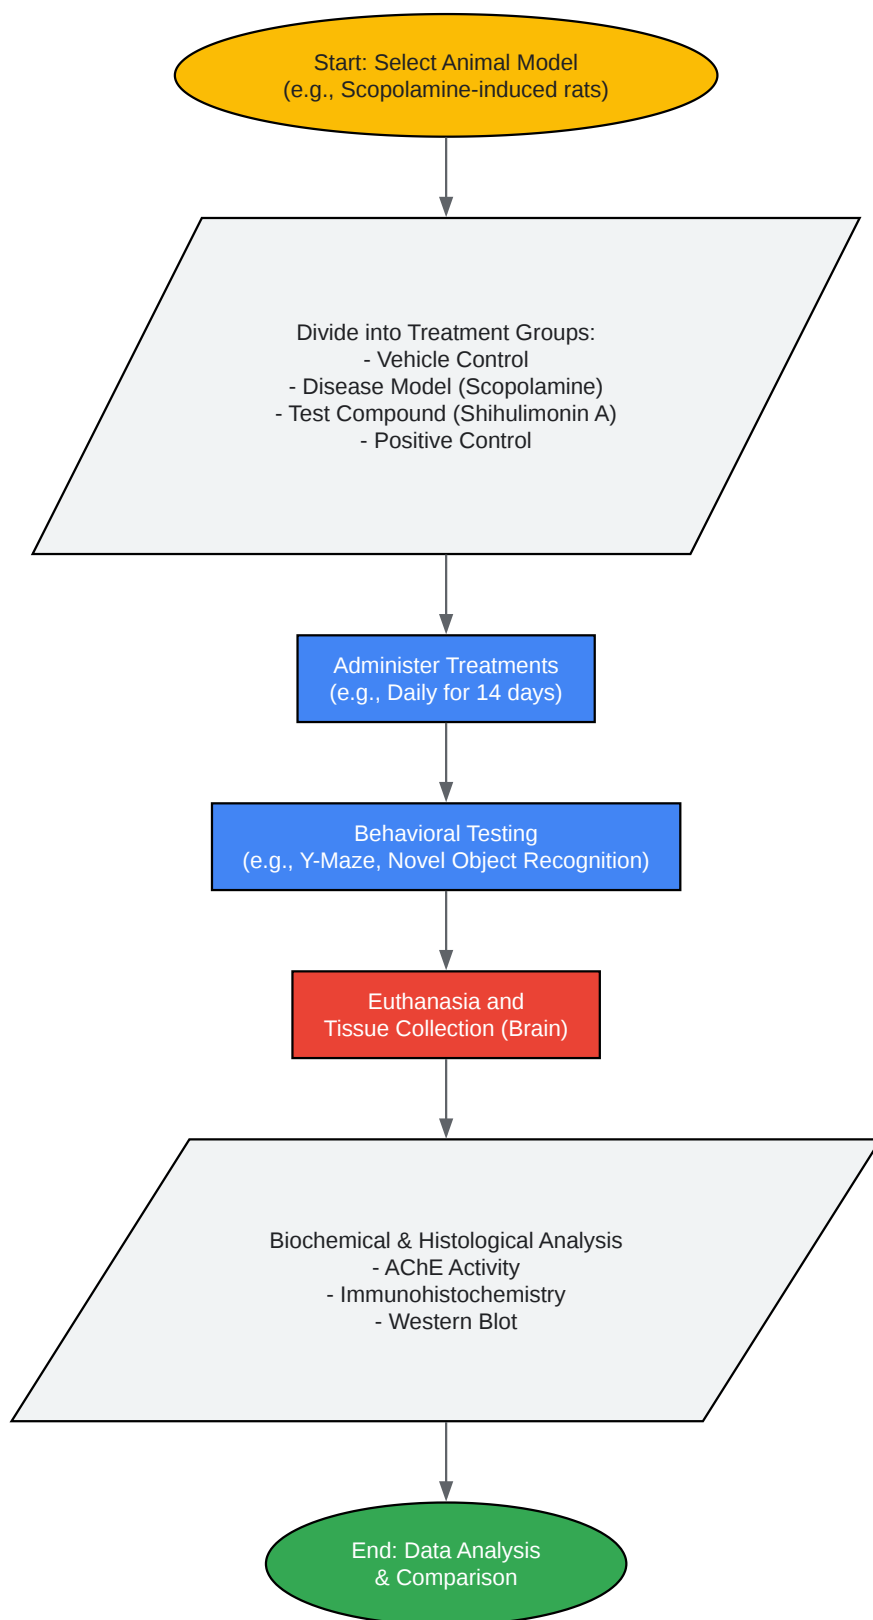 Start: Select Animal Model
(e.g., Scopolamine-induced rats)
Divide into Treatment Groups:
- Vehicle Control
- Disease Model (Scopolamine)
- Test Compound (Shihulimonin A)
- Positive Control
Administer Treatments
(e.g., Daily for 14 days)
Behavioral Testing
(e.g., Y-Maze, Novel Object Recognition)
Euthanasia and
Tissue Collection (Brain)
Biochemical & Histological Analysis
- AChE Activity
- Immunohistochemistry
- Western Blot
End: Data Analysis
& Comparison